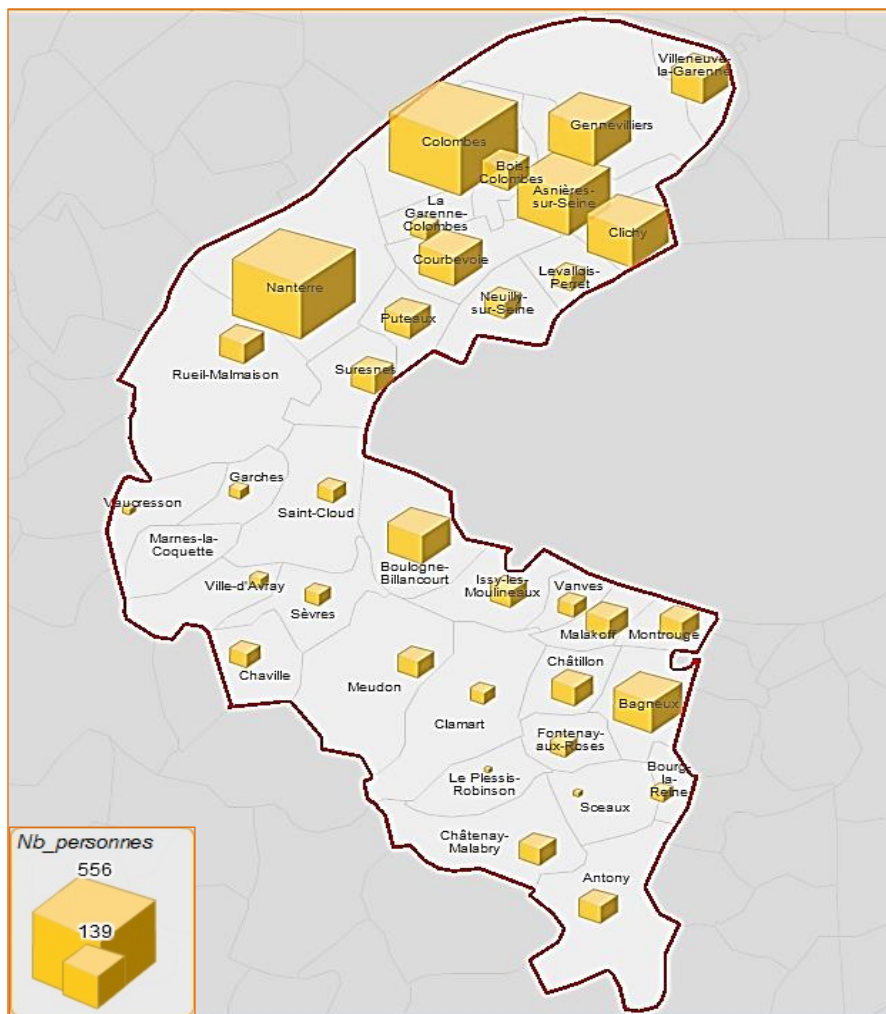 Villeneuve-
la-Garenne
Gennevilliers
Colombes
Bois-
Colombes
Asnières-
sur-Seine
La
Garenne-
Colombes
Clichy
Courbevoie
Levallois-
Perret
Nanterre
Neuilly-
sur-Seine
Puteaux
Rueil-Malmaison
Suresnes
Garches
Vaucresson
Saint-Cloud
Marnes-la-
Coquette
Boulogne-
Billancourt
Ville-d'Avray
Issy-les-
Moulineaux
Vanves
Sèvres
Malakoff
Montrouge
Chaville
Meudon
Châtillon
Clamart
Bagneux
Fontenay-
aux-Roses
Le Plessis-
Robinson
Bourg-
la-
Reine
Sceaux
Châtenay-
Malabry
Antony
Nb_personnes
556
139